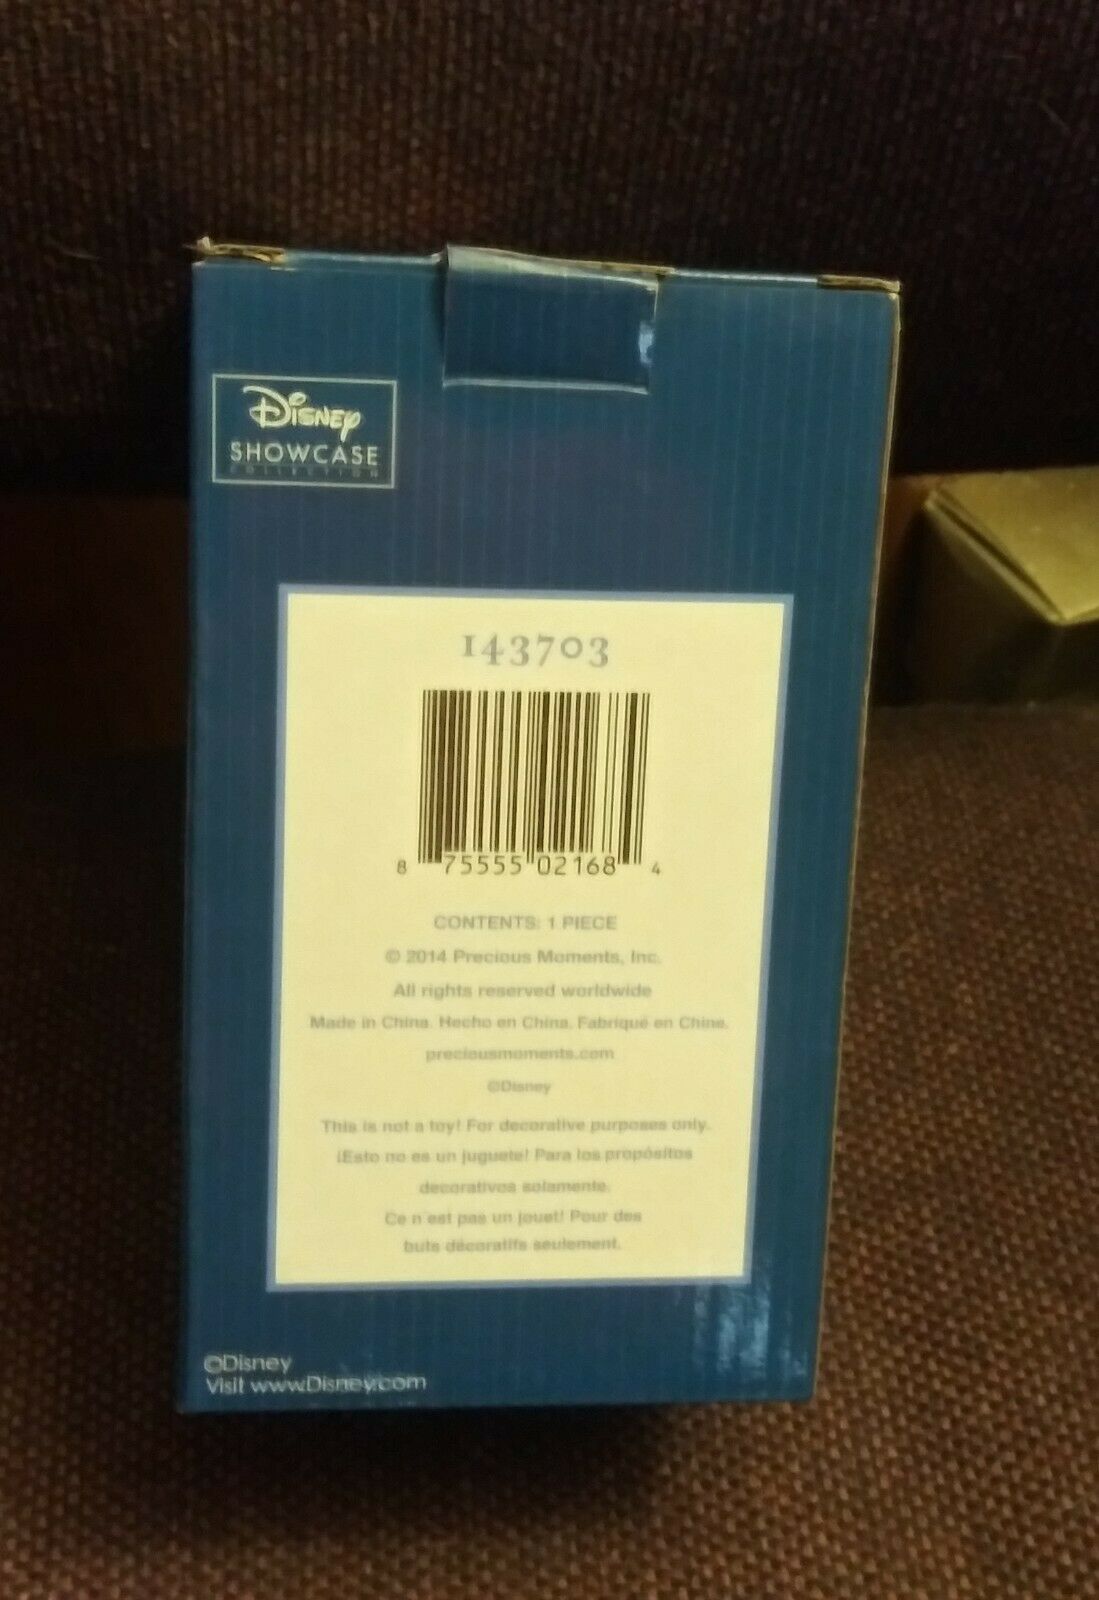 Disney
SHOWCASE
COLLECTION
143703
8 75555 02168 4
CONTENTS: 1 PIECE
© 2014 Precious Moments, Inc.
All rights reserved worldwide
Made in China. Hecho en China. Fabriqué en Chine.
preciousmoments.com
©Disney
This is not a toy! For decorative purposes only.
¡Esto no es un juguete! Para los propósitos
decorativos solamente.
Ce n est pas un jouet! Pour des
buts décoratifs seulement.
©Disney
Visit www.Disney.com